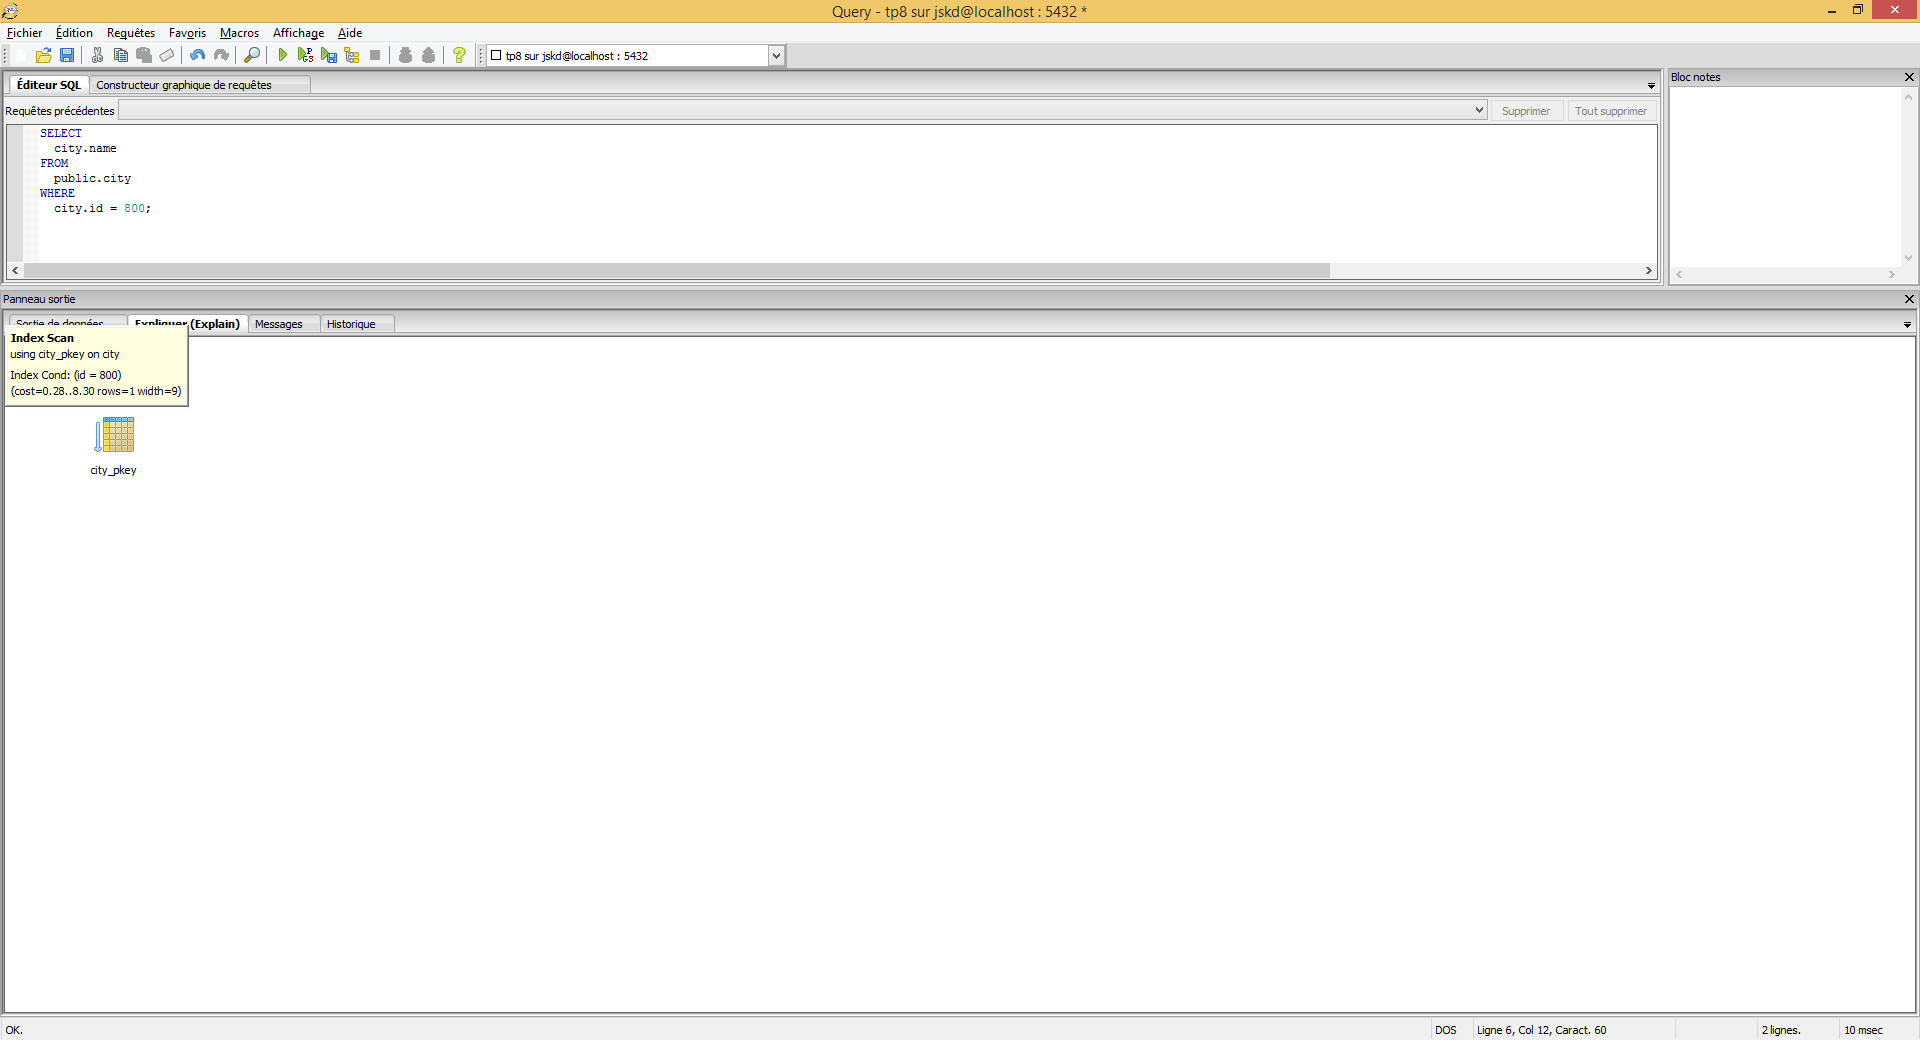 Query - tp8 sur jskd@localhost : 5432 *
Fichier Édition Requêtes Favoris Macros Affichage Aide
tp8 sur jskd@localhost : 5432
Éditeur SQL Constructeur graphique de requêtes
Bloc notes
Requêtes précédentes Supprimer Tout supprimer
SELECT
city.name
FROM
public.city
WHERE
city.id = 800;
Panneau sortie
Sortie de données Expliquer (Explain) Messages Historique
Index Scan
using city_pkey on city
Index Cond: (id = 800)
(cost=0.28..8.30 rows=1 width=9)
city_pkey
OK. DOS Ligne 6, Col 12, Caract. 60 2 lignes. 10 msec